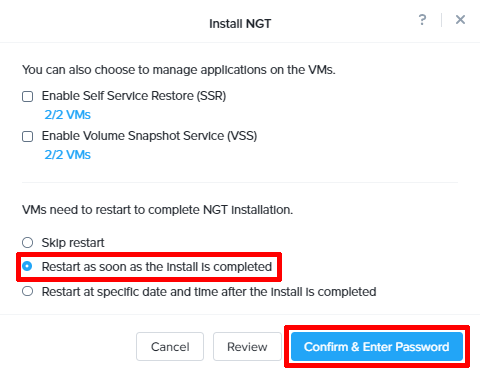 Install NGT
?
You can also choose to manage applications on the VMs.
Enable Self Service Restore (SSR)
2/2 VMs
Enable Volume Snapshot Service (VSS)
2/2 VMs
VMs need to restart to complete NGT installation.
Skip restart
Restart as soon as the install is completed
Restart at specific date and time after the install is completed
Cancel
Review
Confirm & Enter Password